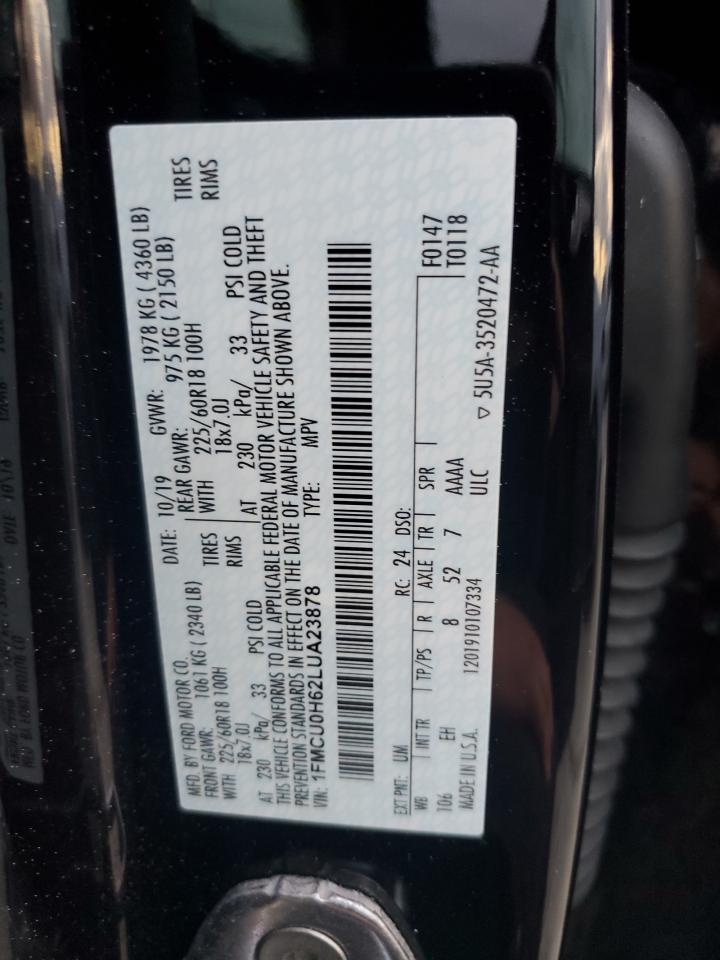 MFD. BY FORD MOTOR CO.
DATE: 10/19 GVWR: 1978 KG ( 4360 LB)
FRONT GAWR: 1061 KG ( 2340 LB) REAR GAWR: 975 KG ( 2150 LB)
WITH 225/60R18 100H TIRES WITH 225/60R18 100H TIRES
18x7.0J RIMS 18x7.0J RIMS
AT 230 kPa/ 33 PSI COLD AT 230 kPa/ 33 PSI COLD
THIS VEHICLE CONFORMS TO ALL APPLICABLE FEDERAL MOTOR VEHICLE SAFETY AND THEFT
PREVENTION STANDARDS IN EFFECT ON THE DATE OF MANUFACTURE SHOWN ABOVE.
VIN: 1FMCU0H62LUA23878 TYPE: MPV
EXT PNT: UM RC: 24 DSO: F0147
WB INT TR TP/PS R AXLE TR SPR T0118
106 EH 8 52 7 AAAA
MADE IN U.S.A. 1201910107334 ULC ▽ 5U5A-3520472-AA